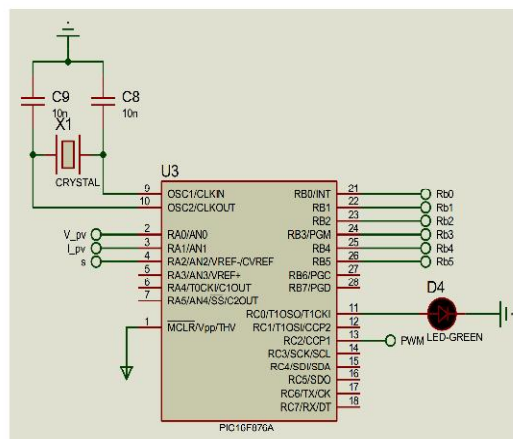 C9
10n
C8
10n
X1
CRYSTAL
U3
9 OSC1/CLKIN
10 OSC2/CLKOUT
V_pv 2 RA0/AN0
I_pv 3 RA1/AN1
s 4 RA2/AN2/VREF-/CVREF
5 RA3/AN3/VREF+
6 RA4/T0CKI/C1OUT
7 RA5/AN4/SS/C2OUT
1 MCLR/Vpp/THV
RB0/INT 21 Rb0
RB1 22 Rb1
RB2 23 Rb2
RB3/PGM 24 Rb3
RB4 25 Rb4
RB5 26 Rb5
RB6/PGC 27
RB7/PGD 28
RC0/T1OSO/T1CKI 11
RC1/T1OSI/CCP2 12
RC2/CCP1 13 PWM
RC3/SCK/SCL 14
RC4/SDI/SDA 15
RC5/SDO 16
RC6/TX/CK 17
RC7/RX/DT 18
PIC16F876A
D4
LED-GREEN